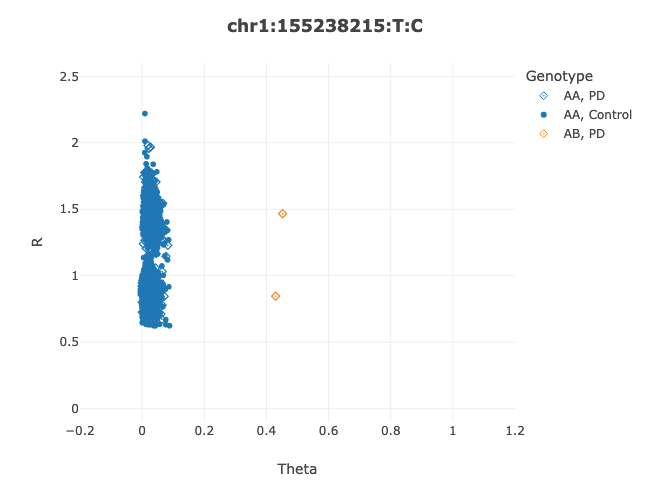 chr1:155238215:T:C
Genotype
AA, PD
AA, Control
AB, PD
2.5
2
1.5
1
0.5
0
R
−0.2 0 0.2 0.4 0.6 0.8 1 1.2
Theta